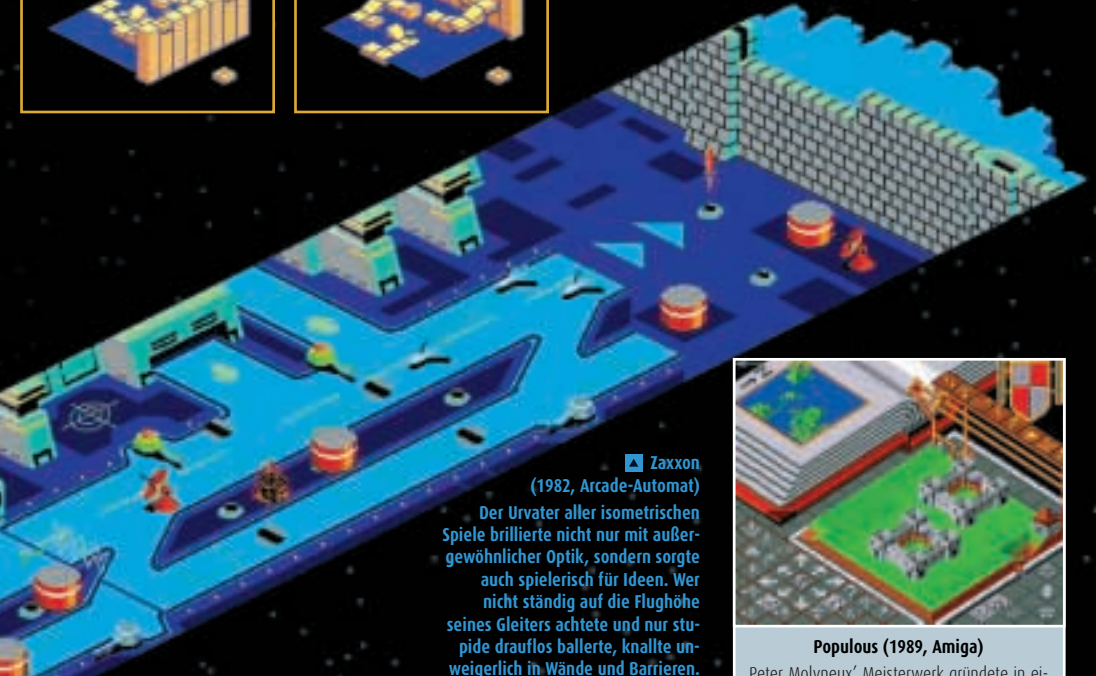 Zaxxon
(1982, Arcade-Automat)
Der Urvater aller isometrischen
Spiele brillierte nicht nur mit außer-
gewöhnlicher Optik, sondern sorgte
auch spielerisch für Ideen. Wer
nicht ständig auf die Flughöhe
seines Gleiters achtete und nur stu-
pide drauflos ballerte, knallte un-
weigerlich in Wände und Barrieren.
Populous (1989, Amiga)
Peter Molyneux’ Meisterwerk gründete in ei-